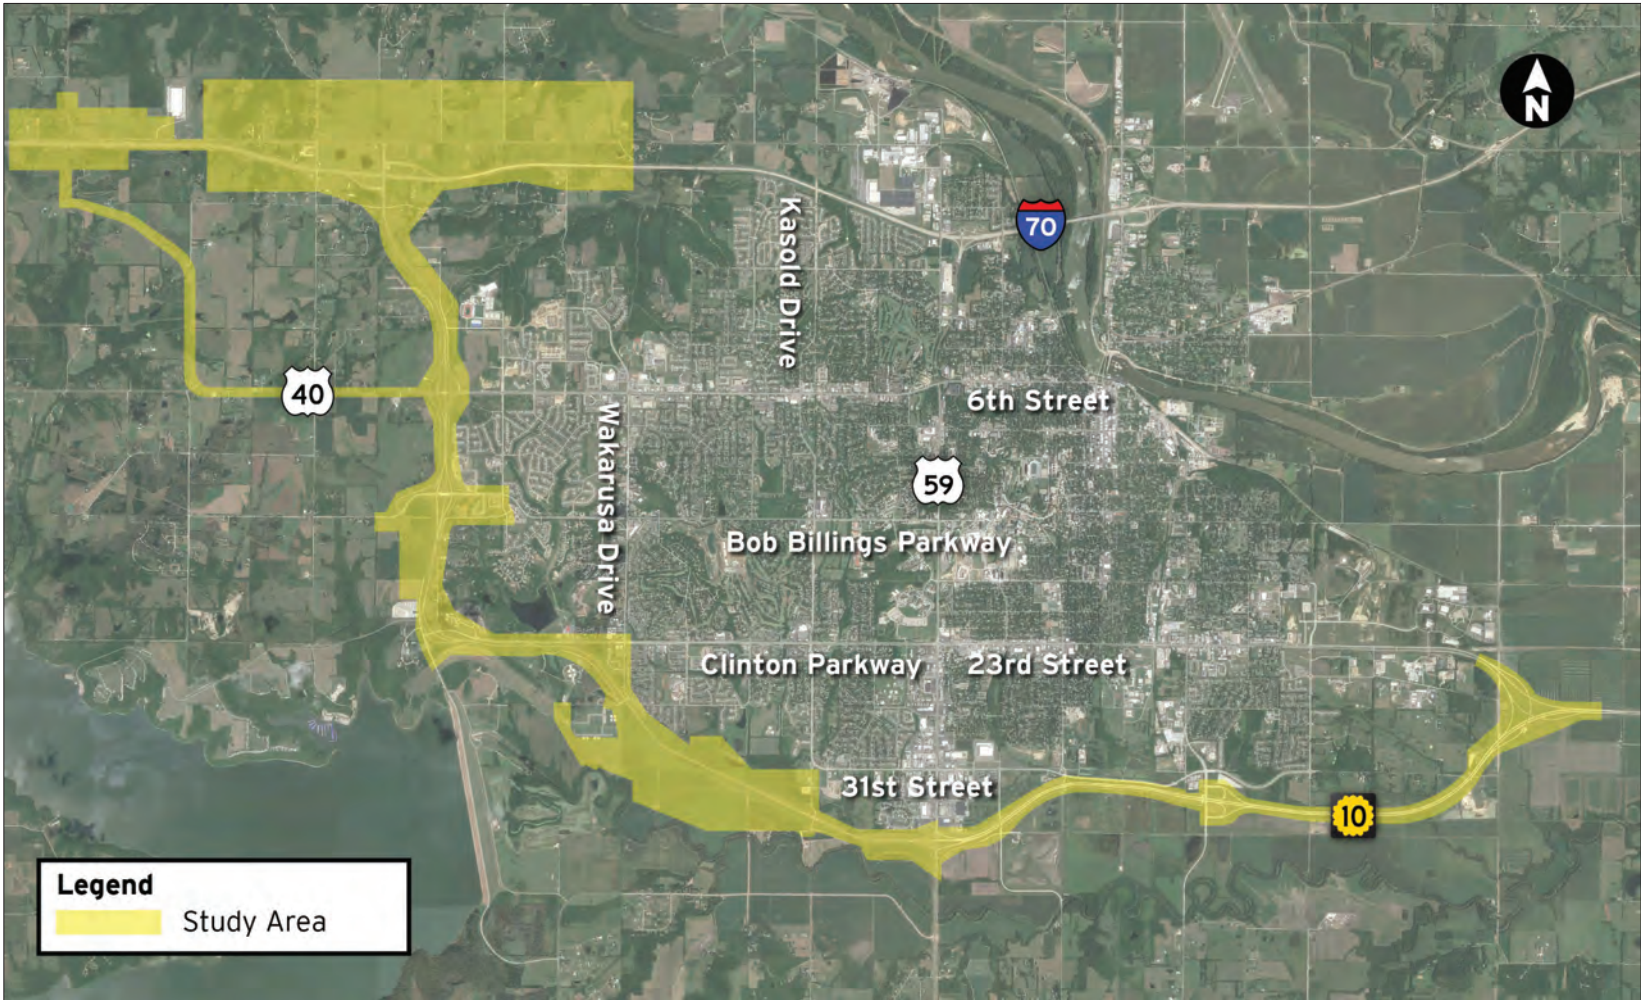 N
Kasold Drive
70
40
6th Street
Wakarusa Drive
59
Bob Billings Parkway
Clinton Parkway
23rd Street
31st Street
10
Legend
Study Area